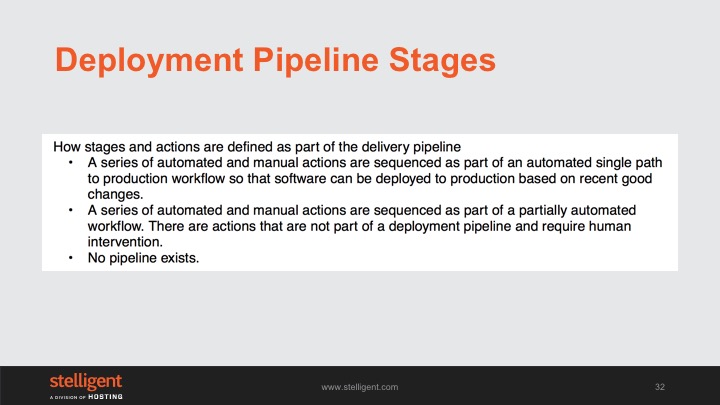 Deployment Pipeline Stages
How stages and actions are defined as part of the delivery pipeline
• A series of automated and manual actions are sequenced as part of an automated single path
to production workflow so that software can be deployed to production based on recent good
changes.
• A series of automated and manual actions are sequenced as part of a partially automated
workflow. There are actions that are not part of a deployment pipeline and require human
intervention.
• No pipeline exists.
stelligent
A DIVISION OF HOSTING
www.stelligent.com
32